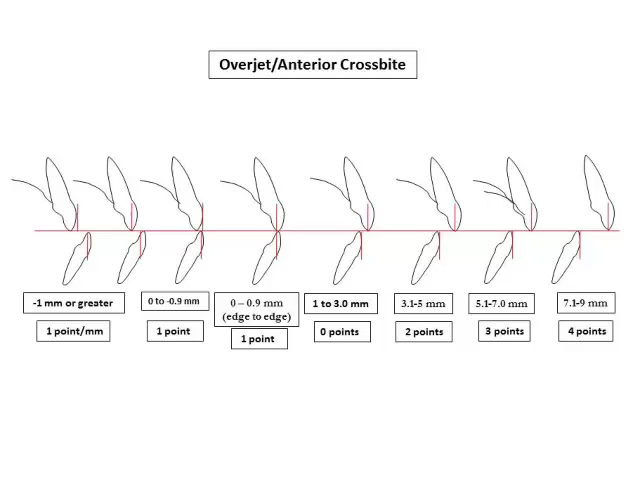 Overjet/Anterior Crossbite
-1 mm or greater
0 to -0.9 mm
0 – 0.9 mm
(edge to edge)
1 to 3.0 mm
3.1-5 mm
5.1-7.0 mm
7.1-9 mm
1 point/mm
1 point
1 point
0 points
2 points
3 points
4 points